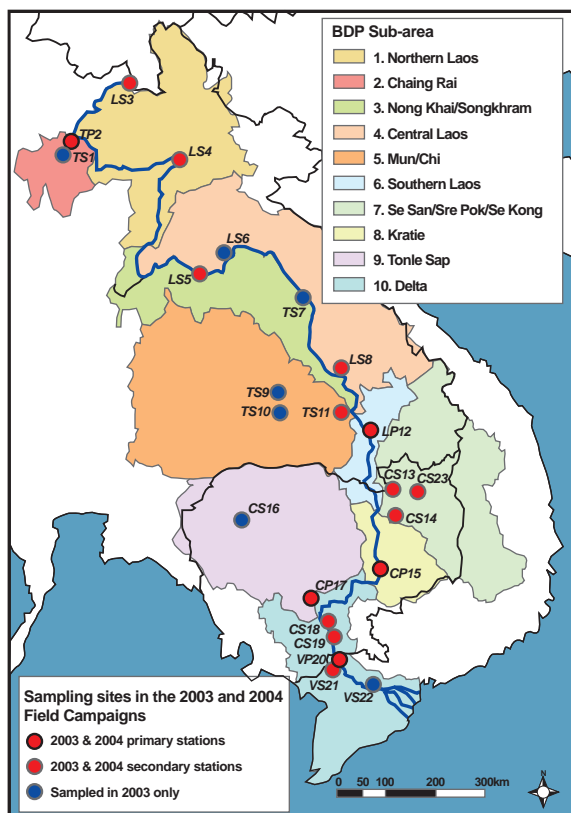 BDP Sub-area
1. Northern Laos
2. Chaing Rai
3. Nong Khai/Songkhram
4. Central Laos
5. Mun/Chi
6. Southern Laos
7. Se San/Sre Pok/Se Kong
8. Kratie
9. Tonle Sap
10. Delta
LS3
TP2
TS1
LS4
LS6
LS5
TS7
LS8
TS9
TS10
TS11
LP12
CS13
CS23
CS14
CS16
CP15
CP17
CS18
CS19
VP20
VS21
VS22
Sampling sites in the 2003 and 2004
Field Campaigns
2003 & 2004 primary stations
2003 & 2004 secondary stations
Sampled in 2003 only
0 50 100 200 300km
N